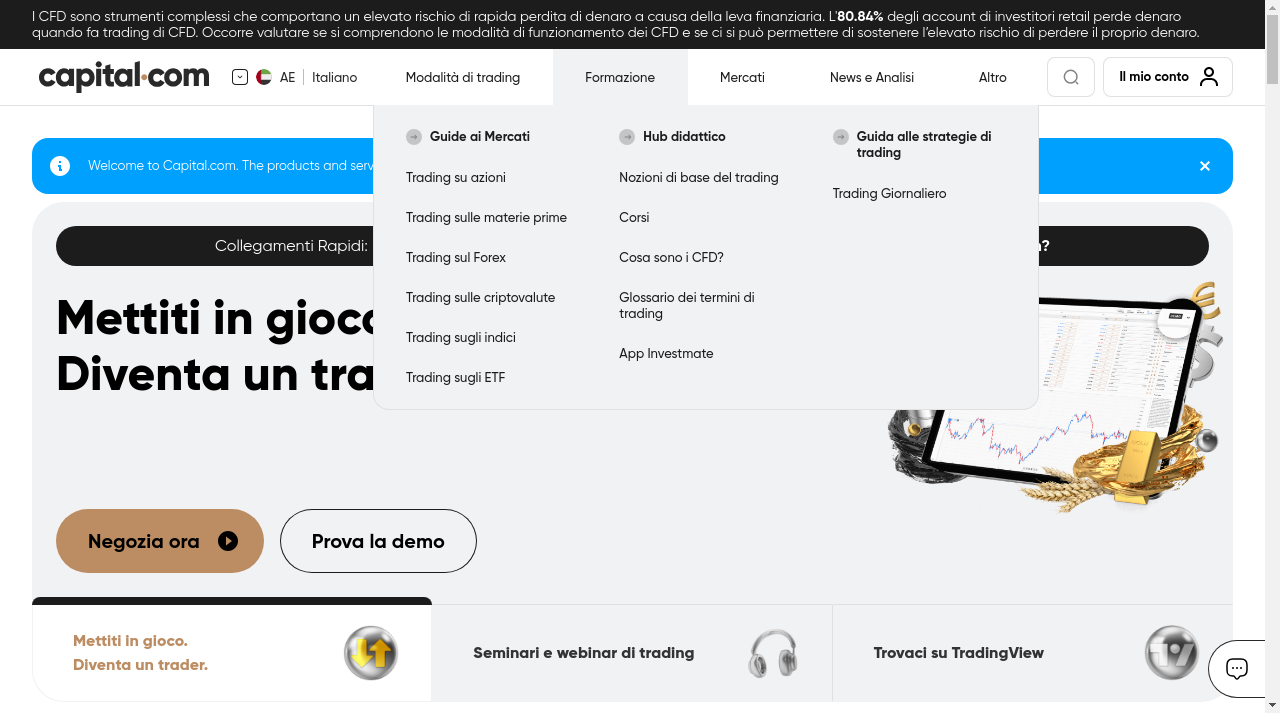 I CFD sono strumenti complessi che comportano un elevato rischio di rapida perdita di denaro a causa della leva finanziaria. L'80.84% degli account di investitori retail perde denaro
quando fa trading di CFD. Occorre valutare se si comprendono le modalità di funzionamento dei CFD e se ci si può permettere di sostenere l’elevato rischio di perdere il proprio denaro.
capital.com
AE
Italiano
Modalità di trading
Formazione
Mercati
News e Analisi
Altro
Il mio conto
Guide ai Mercati
Trading su azioni
Trading sulle materie prime
Trading sul Forex
Trading sulle criptovalute
Trading sugli indici
Trading sugli ETF
Hub didattico
Nozioni di base del trading
Corsi
Cosa sono i CFD?
Glossario dei termini di
trading
App Investmate
Guida alle strategie di
trading
Trading Giornaliero
Welcome to Capital.com. The products and
Collegamenti Rapidi:
Mettiti in
Diventa un
Negozia ora
Prova la demo
Mettiti in gioco.
Diventa un trader.
Seminari e webinar di trading
Trovaci su TradingView